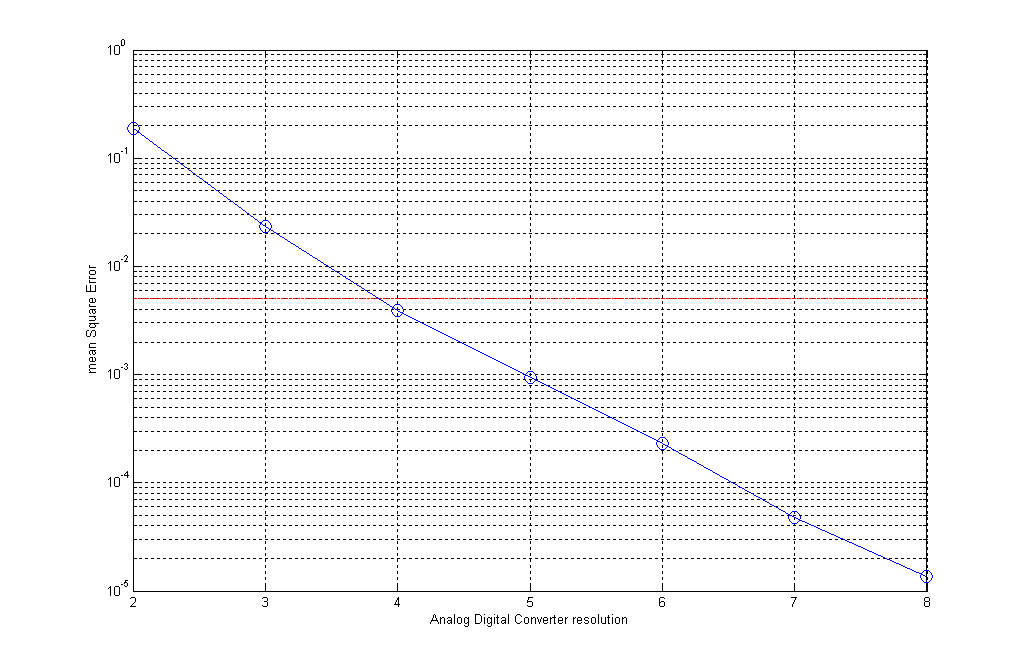 10^0
10^-1
10^-2
10^-3
10^-4
10^-5
mean Square Error
2 3 4 5 6 7 8
Analog Digital Converter resolution